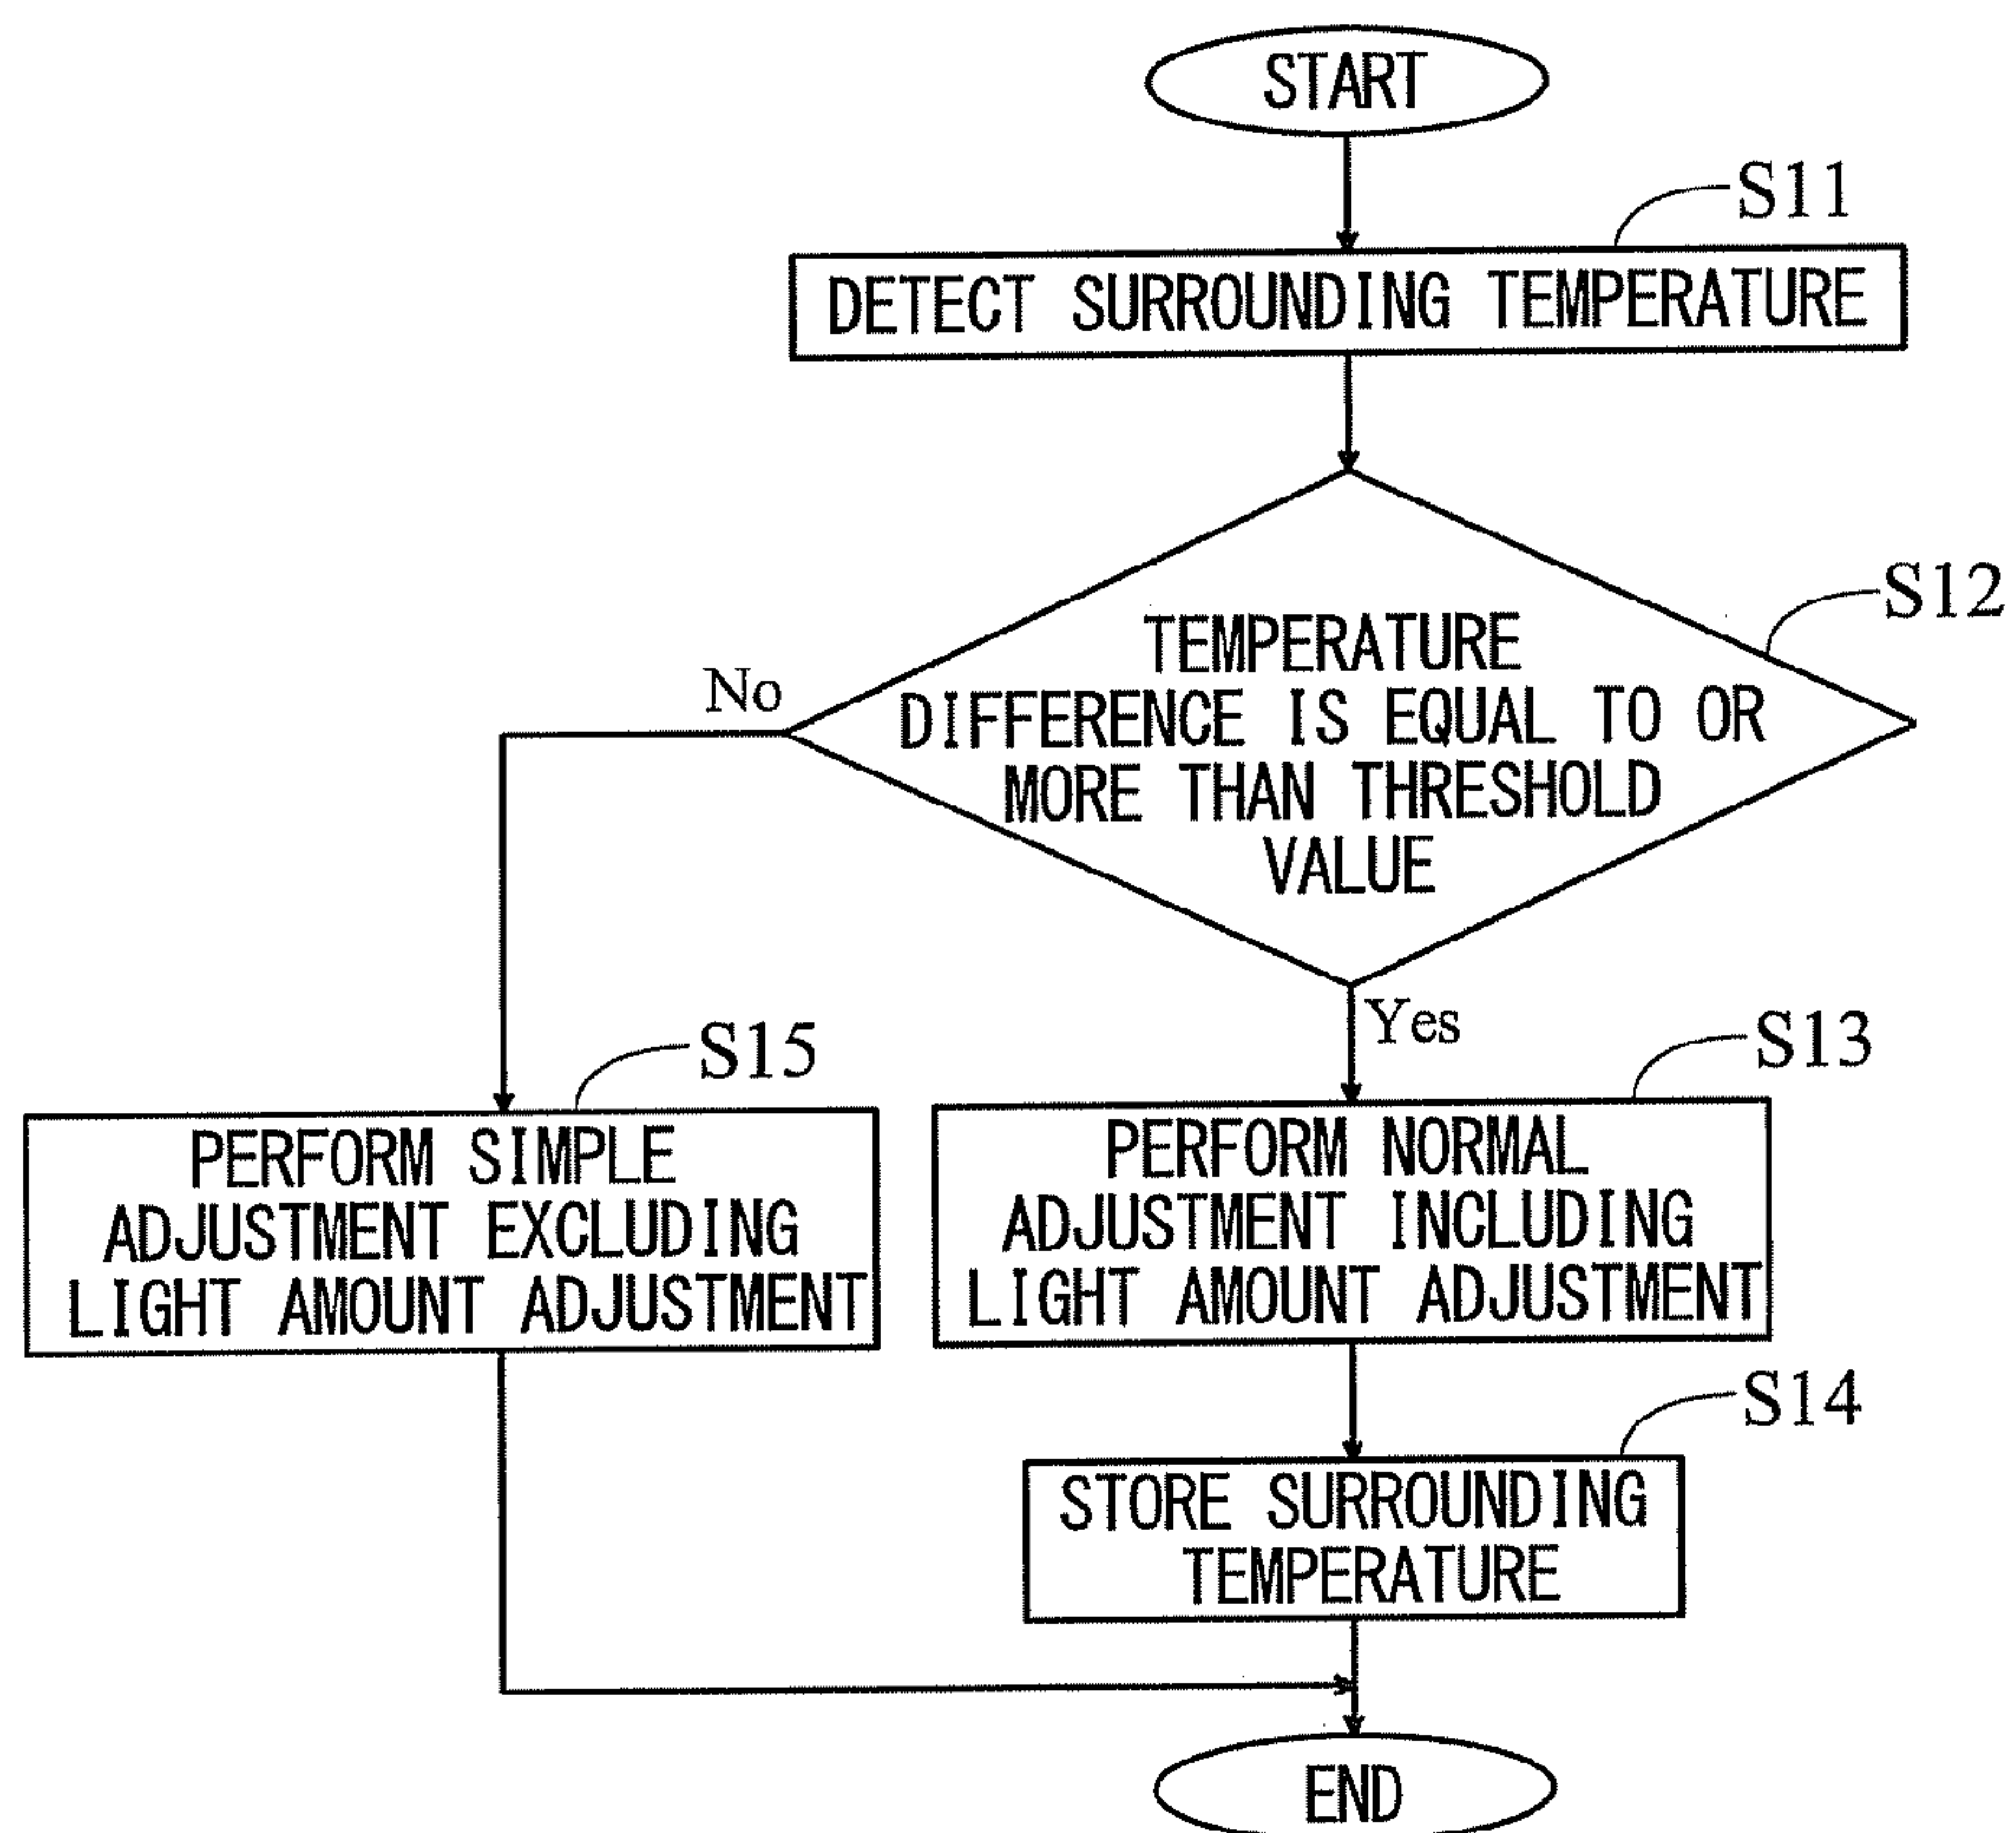 START
S11
DETECT SURROUNDING TEMPERATURE
S12
TEMPERATURE
DIFFERENCE IS EQUAL TO OR
MORE THAN THRESHOLD
VALUE
No
Yes
S15
PERFORM SIMPLE
ADJUSTMENT EXCLUDING
LIGHT AMOUNT ADJUSTMENT
S13
PERFORM NORMAL
ADJUSTMENT INCLUDING
LIGHT AMOUNT ADJUSTMENT
S14
STORE SURROUNDING
TEMPERATURE
END